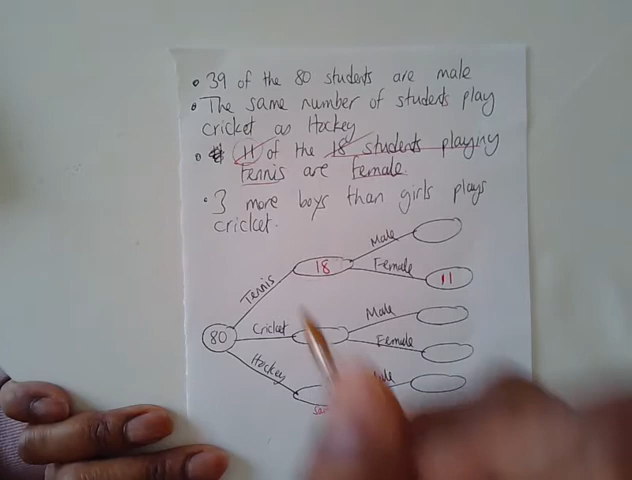 • 39 of the 80 students are male
• The same number of students play
cricket as Hockey
• 11 of the 18 students playing
Tennis are Female.
• 3 more boys than girls plays
cricket.
Male
Tennis
18
Female
11
Male
80
Cricket
Female
Hockey